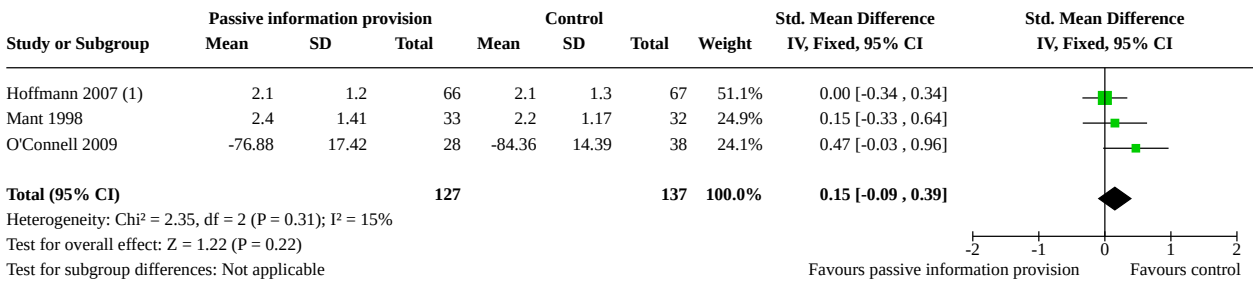 Passive information provision Control Std. Mean Difference Std. Mean Difference
Study or Subgroup Mean SD Total Mean SD Total Weight IV, Fixed, 95% CI IV, Fixed, 95% CI
Hoffmann 2007 (1) 2.1 1.2 66 2.1 1.3 67 51.1% 0.00 [-0.34 , 0.34]
Mant 1998 2.4 1.41 33 2.2 1.17 32 24.9% 0.15 [-0.33 , 0.64]
O'Connell 2009 -76.88 17.42 28 -84.36 14.39 38 24.1% 0.47 [-0.03 , 0.96]
Total (95% CI) 127 137 100.0% 0.15 [-0.09 , 0.39]
Heterogeneity: Chi² = 2.35, df = 2 (P = 0.31); I² = 15%
Test for overall effect: Z = 1.22 (P = 0.22) -2 -1 0 1 2
Test for subgroup differences: Not applicable Favours passive information provision Favours control